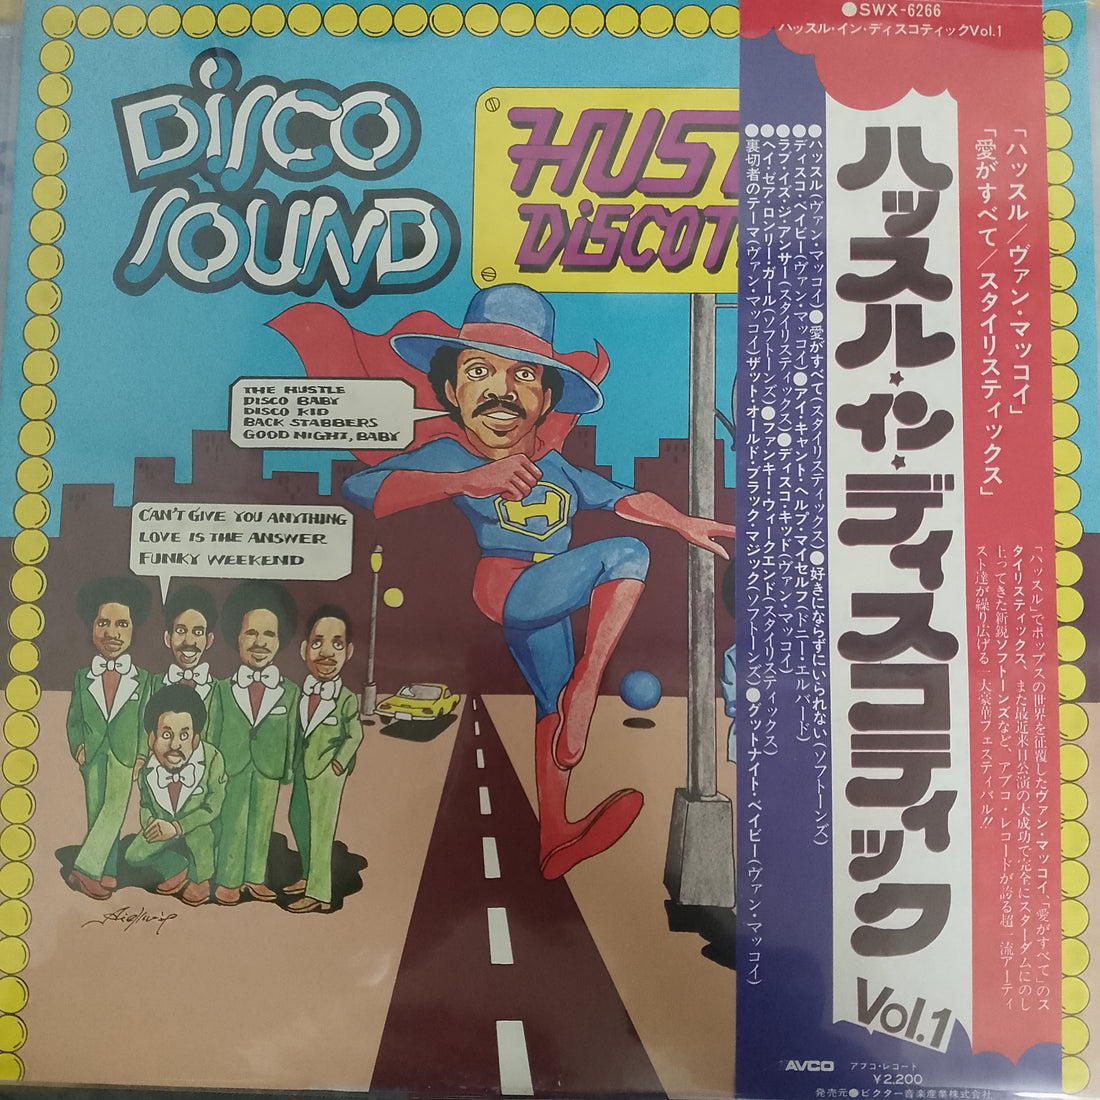 DISCO
SOUND
HUST
DISCOT
THE HUSTLE
DISCO BABY
DISCO KID
BACK STABBERS
GOOD NIGHT, BABY
CAN'T GIVE YOU ANYTHING
LOVE IS THE ANSWER
FUNKY WEEKEND
H
●SWX-6266
ハッスル・イン・ディスコティックVol.1
「ハッスル／ヴァン・マッコイ」
「愛がすべて／スタイリスティックス」
「ハッスル」でポップスの世界を征覆したヴァン・マッコイ、「愛がすべて」のス
タイリスティックス、また最近来日公演の大成功で完全にスターダムにのし
上ってきた新鋭ソフトーンズなど、アブコ・レコードが誇る超一流アーティ
スト達が繰り広げる一大豪華フェスティバル!!
ハッスル・イン・ディスコティック
Vol.1
●ハッスル(ヴァン・マッコイ)●愛がすべて(スタイリスティックス)●好きにならずにいられない(ソフトーンズ)
●ディスコ・ベイビー(ヴァン・マッコイ)●アイ・キャント・ヘルプ・マイセルフ(ドニー・エルバード)
●ラブ・イズ・ジ・アンサー(スタイリスティックス)●ディスコ・キッド(ヴァン・マッコイ)
●ヘイ・ゼア・ロンリー・ガール(ソフトーンズ)●ファンキー・ウィークエンド(スタイリスティックス)
●裏切者のテーマ(ヴァン・マッコイ)ザット・オールド・ブラック・マジック(ソフトーンズ)●グットナイト・ベイビー(ヴァン・マッコイ)
AVCO アブコ・レコード
¥2,200
発売元●ビクター音楽産業株式会社